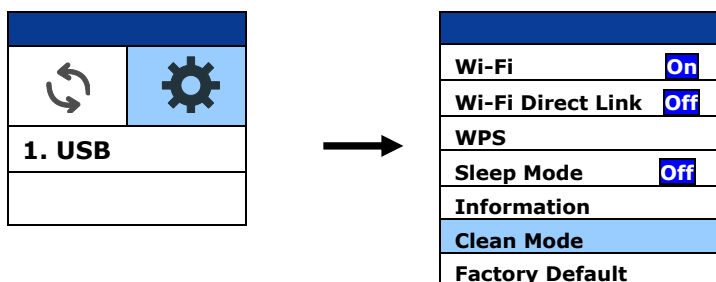 1. USB
Wi-Fi On
Wi-Fi Direct Link Off
WPS
Sleep Mode Off
Information
Clean Mode
Factory Default